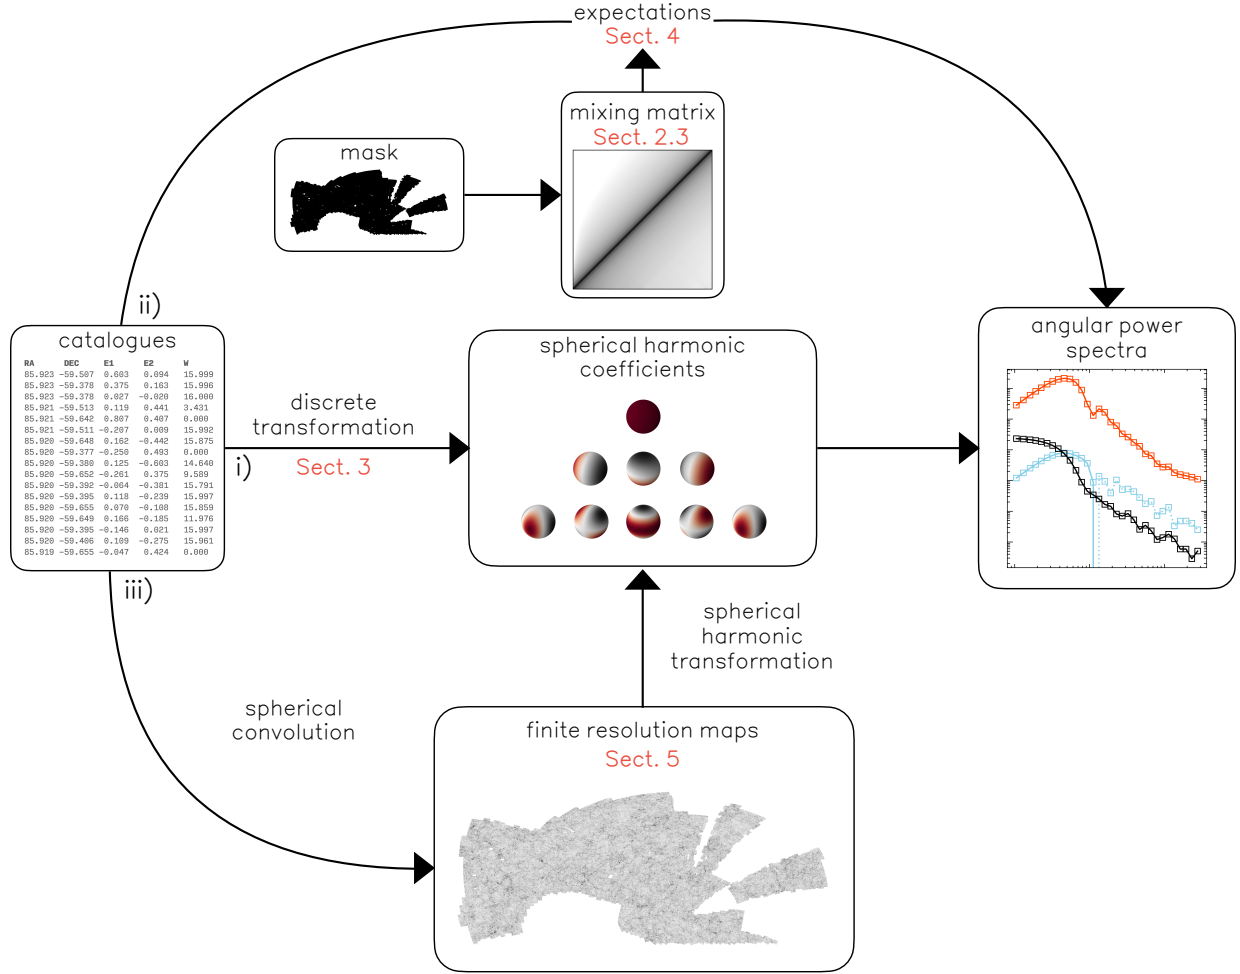 expectations
Sect. 4
mixing matrix
Sect. 2.3
mask
ii)
catalogues
RA DEC E1 E2 W
85.923 -59.507 0.603 0.094 15.999
85.923 -59.378 0.375 0.163 15.996
85.923 -59.378 0.027 -0.020 16.000
85.921 -59.513 0.119 0.441 3.431
85.921 -59.642 0.807 0.407 0.000
85.921 -59.511 -0.207 0.009 15.992
85.920 -59.648 0.162 -0.442 15.875
85.920 -59.377 -0.250 0.493 0.000
85.920 -59.380 0.125 -0.603 14.640
85.920 -59.652 -0.261 0.375 9.589
85.920 -59.392 -0.064 -0.381 15.791
85.920 -59.395 0.118 -0.239 15.997
85.920 -59.655 0.070 -0.108 15.859
85.920 -59.649 0.166 -0.185 11.976
85.920 -59.395 -0.146 0.021 15.997
85.920 -59.406 0.109 -0.275 15.961
85.919 -59.655 -0.047 0.424 0.000
discrete
transformation
i)
Sect. 3
spherical harmonic
coefficients
angular power
spectra
iii)
spherical
harmonic
transformation
spherical
convolution
finite resolution maps
Sect. 5